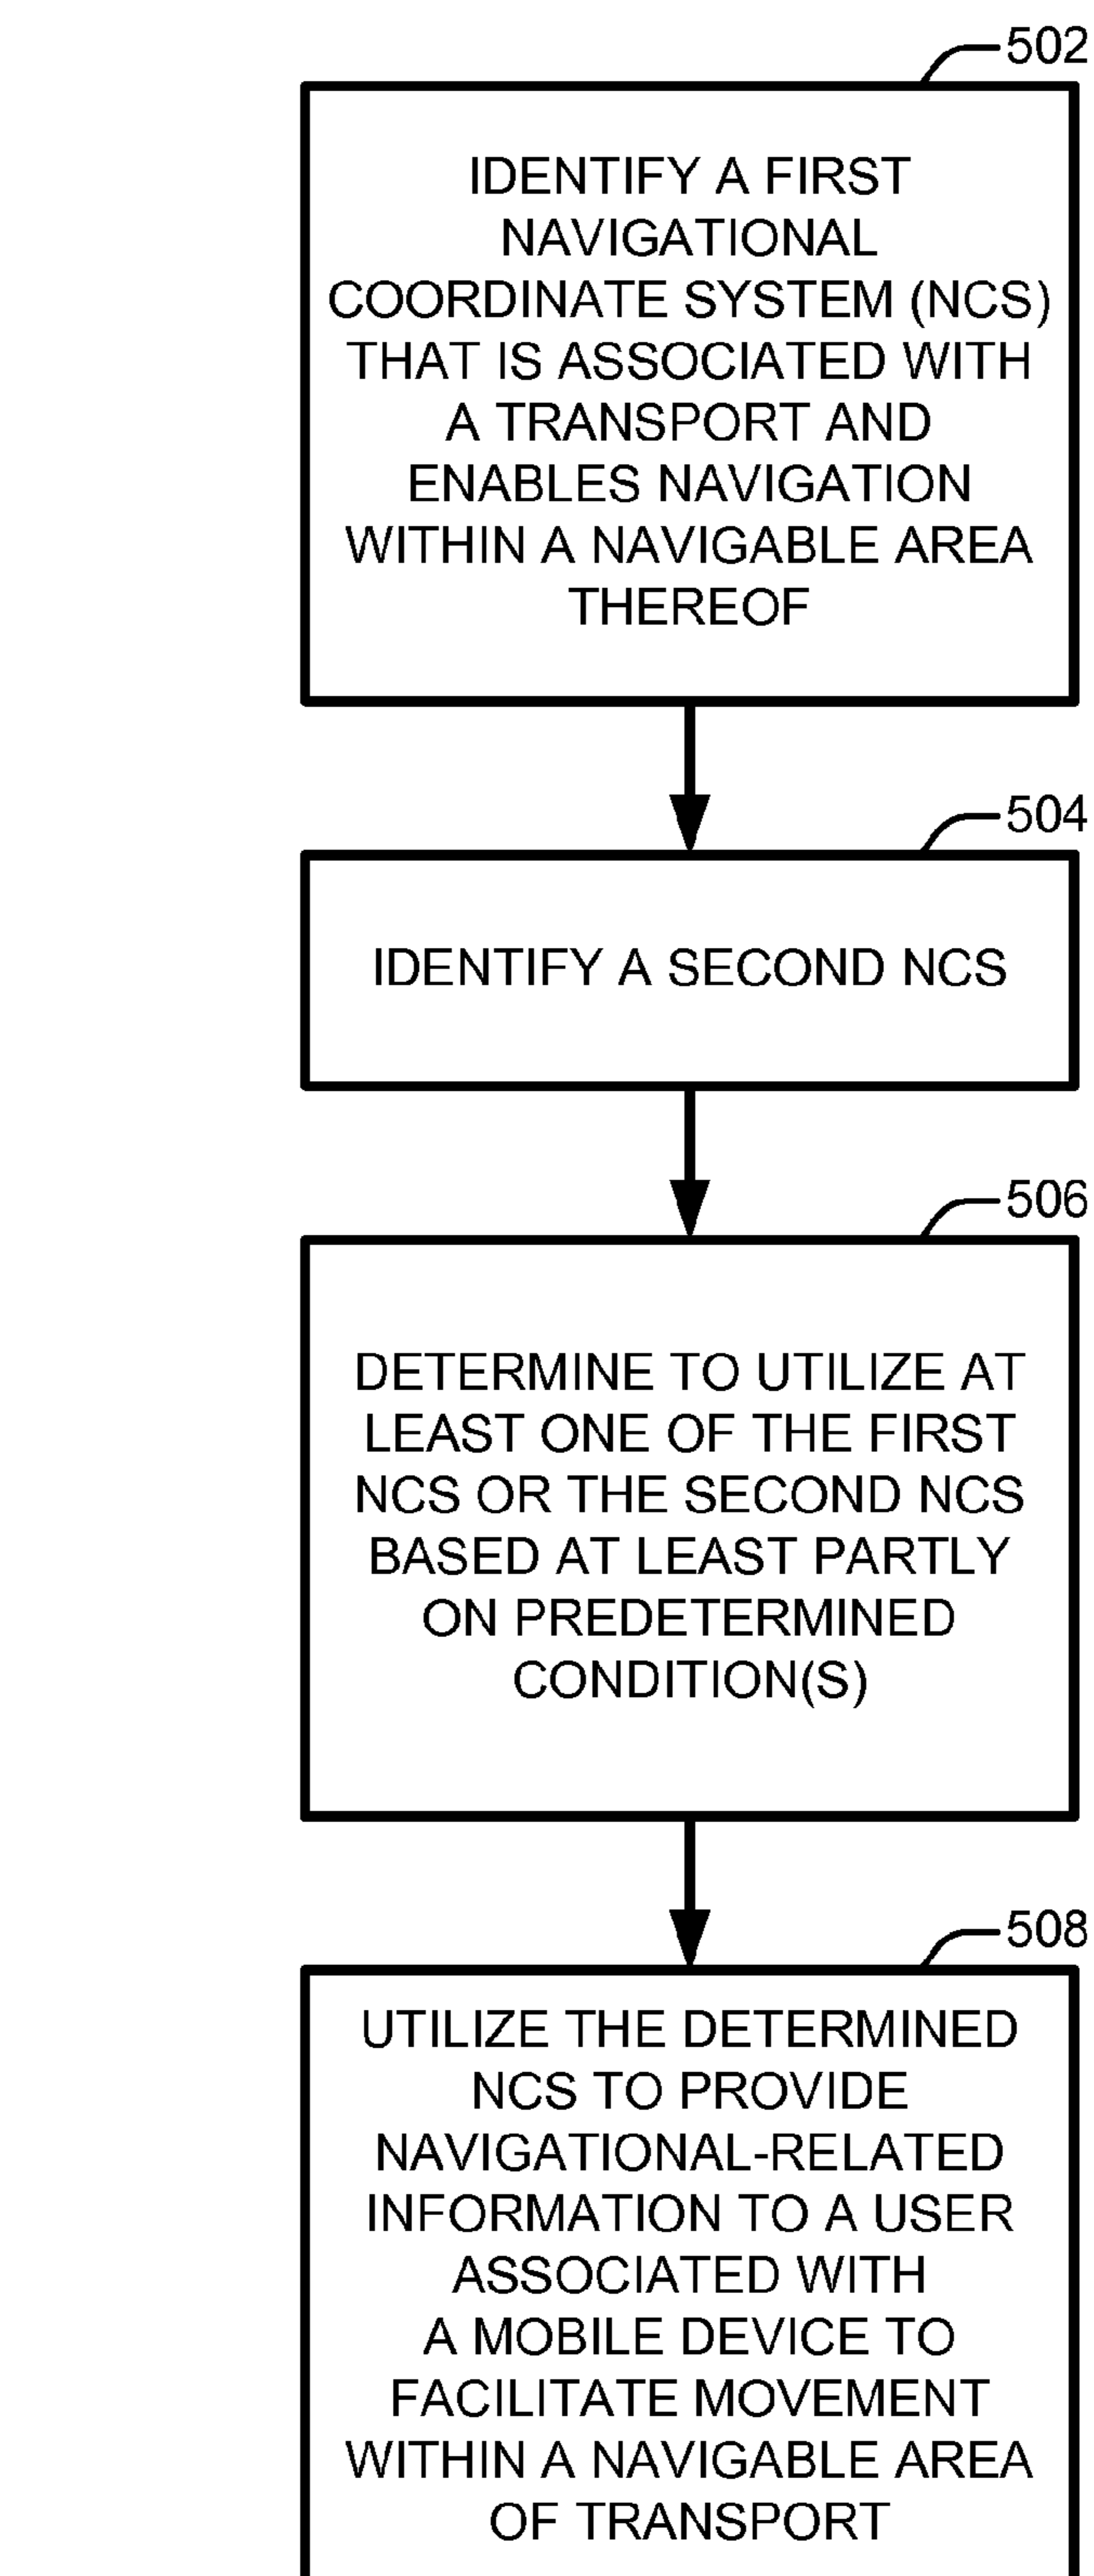 502
IDENTIFY A FIRST
NAVIGATIONAL
COORDINATE SYSTEM (NCS)
THAT IS ASSOCIATED WITH
A TRANSPORT AND
ENABLES NAVIGATION
WITHIN A NAVIGABLE AREA
THEREOF
504
IDENTIFY A SECOND NCS
506
DETERMINE TO UTILIZE AT
LEAST ONE OF THE FIRST
NCS OR THE SECOND NCS
BASED AT LEAST PARTLY
ON PREDETERMINED
CONDITION(S)
508
UTILIZE THE DETERMINED
NCS TO PROVIDE
NAVIGATIONAL-RELATED
INFORMATION TO A USER
ASSOCIATED WITH
A MOBILE DEVICE TO
FACILITATE MOVEMENT
WITHIN A NAVIGABLE AREA
OF TRANSPORT